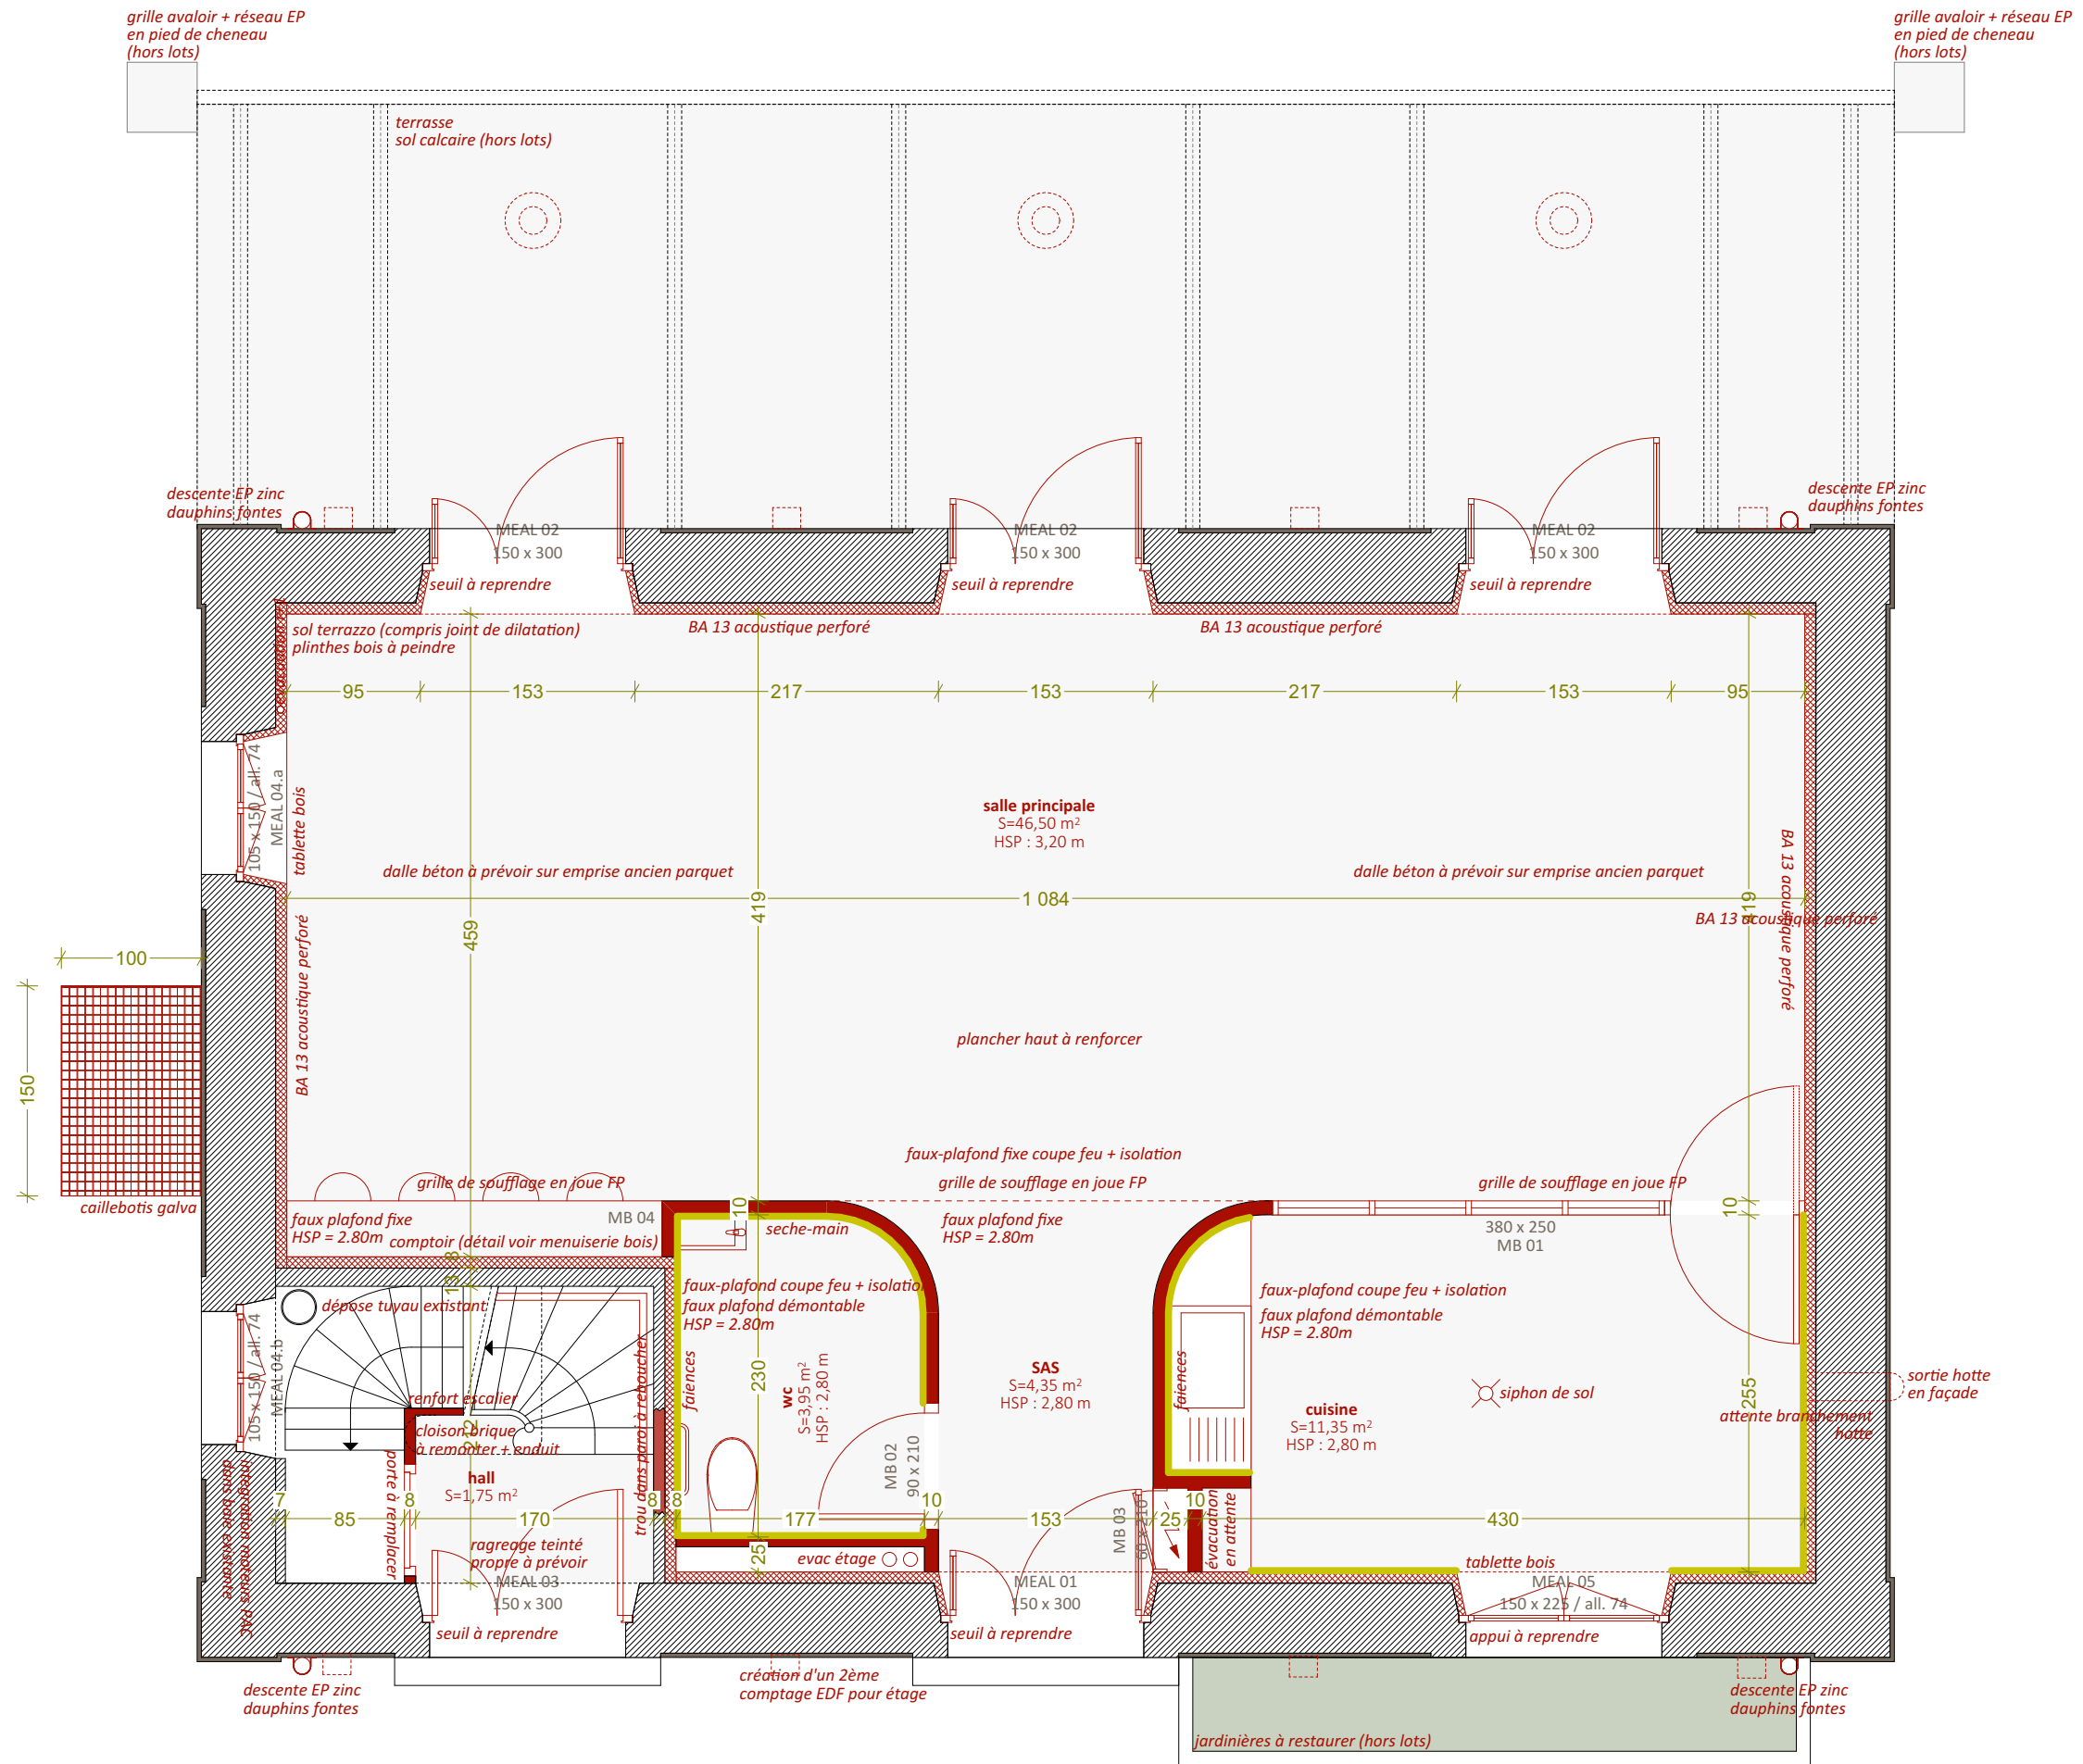 grille avaloir + réseau EP
en pied de cheneau
(hors lots)
grille avaloir + réseau EP
en pied de cheneau
(hors lots)
terrasse
sol calcaire (hors lots)
descente EP zinc
dauphins fontes
descente EP zinc
dauphins fontes
MEAL 02
150 x 300
seuil à reprendre
MEAL 02
150 x 300
seuil à reprendre
MEAL 02
150 x 300
seuil à reprendre
sol terrazzo (compris joint de dilatation)
plinthes bois à peindre
BA 13 acoustique perforé
BA 13 acoustique perforé
95
153
217
153
217
153
95
105 x 150 / all. 74
MEAL 04.a
tablette bois
salle principale
S=46,50 m²
HSP : 3,20 m
dalle béton à prévoir sur emprise ancien parquet
dalle béton à prévoir sur emprise ancien parquet
BA 13 acoustique perforé
459
419
1 084
419
BA 13 acoustique perforé
BA 13 acoustique perforé
100
150
caillebotis galva
plancher haut à renforcer
faux-plafond fixe coupe feu + isolation
grille de soufflage en joue FP
grille de soufflage en joue FP
grille de soufflage en joue FP
faux plafond fixe
HSP = 2.80m
MB 04
comptoir (détail voir menuiserie bois)
10
seche-main
faux plafond fixe
HSP = 2.80m
380 x 250
MB 01
10
8
13
dépose tuyau existant
faux-plafond coupe feu + isolation
faux plafond démontable
HSP = 2.80m
faux-plafond coupe feu + isolation
faux plafond démontable
HSP = 2.80m
105 x 150 / all. 74
MEAL 04.b
renfort escalier
cloison brique
à remonter + enduit
212
trou dans paroi à reboucher
faiences
230
wc
S=3,95 m²
HSP : 2,80 m
SAS
S=4,35 m²
HSP : 2,80 m
faiences
cuisine
S=11,35 m²
HSP : 2,80 m
siphon de sol
255
sortie hotte
en façade
attente branchement
hotte
hall
S=1,75 m²
porte à remplacer
intégration moteurs PAC
dans baie existante
MB 02
90 x 210
7
85
8
170
8
8
177
10
153
25
10
430
MB 03
60 x 210
évacuation
en attente
ragreage teinté
propre à prévoir
25
evac étage
tablette bois
MEAL 03
150 x 300
seuil à reprendre
MEAL 01
150 x 300
seuil à reprendre
MEAL 05
150 x 225 / all. 74
appui à reprendre
descente EP zinc
dauphins fontes
création d'un 2ème
comptage EDF pour étage
descente EP zinc
dauphins fontes
jardinières à restaurer (hors lots)